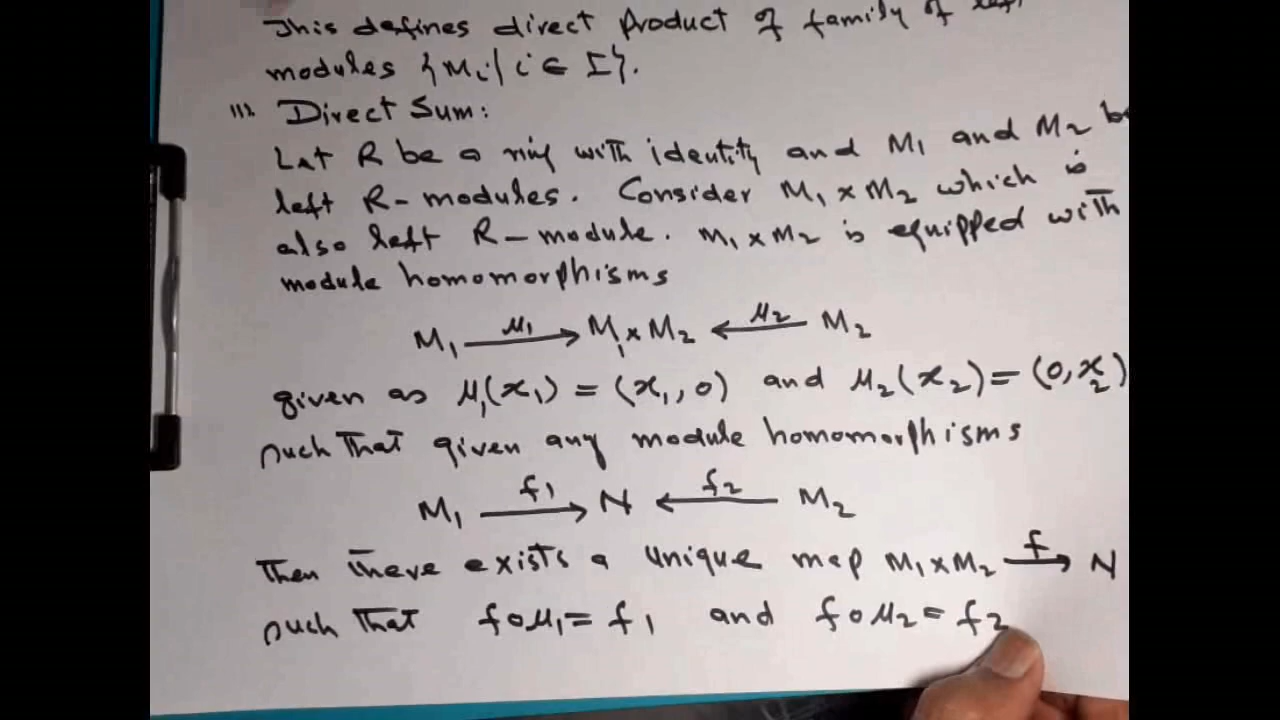 This defines direct product of family of left
modules {Mi / i ∈ I}.
111. Direct Sum:
Lat R be a ring with identity and M1 and M2 be
left R-modules. Consider M1 × M2 which is
also left R-module. M1 × M2 is equipped with
module homomorphisms
M1 —μ1→ M1 × M2 ←μ2— M2
given as μ1(x1) = (x1, 0) and μ2(x2) = (0, x2)
such that given any module homomorphisms
M1 —f1→ N ←f2— M2
Then there exists a unique map M1 × M2 —f→ N
such that f o μ1 = f1 and f o μ2 = f2